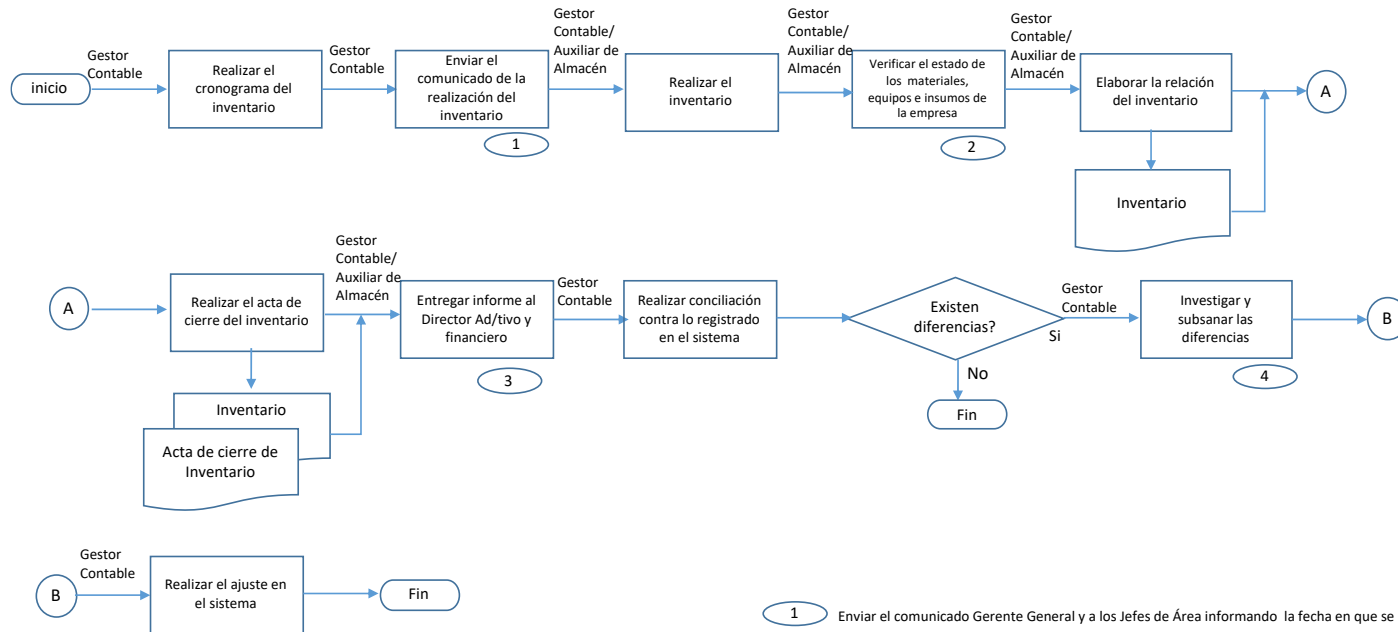 inicio
Gestor
Contable
Realizar el
cronograma del
inventario
Gestor
Contable
Enviar el
comunicado de la
realización del
inventario
1
Gestor
Contable/
Auxiliar de
Almacén
Realizar el
inventario
Gestor
Contable/
Auxiliar de
Almacén
Verificar el estado de
los materiales,
equipos e insumos de
la empresa
2
Gestor
Contable/
Auxiliar de
Almacén
Elaborar la relación
del inventario
Inventario
A
A
Realizar el acta de
cierre del inventario
Inventario
Acta de cierre de
Inventario
Gestor
Contable/
Auxiliar de
Almacén
Entregar informe al
Director Ad/tivo y
financiero
3
Gestor
Contable
Realizar conciliación
contra lo registrado
en el sistema
Existen
diferencias?
Si
No
Fin
Gestor
Contable
Investigar y
subsanar las
diferencias
4
B
B
Gestor
Contable
Realizar el ajuste en
el sistema
Fin
1 Enviar el comunicado Gerente General y a los Jefes de Área informando la fecha en que se